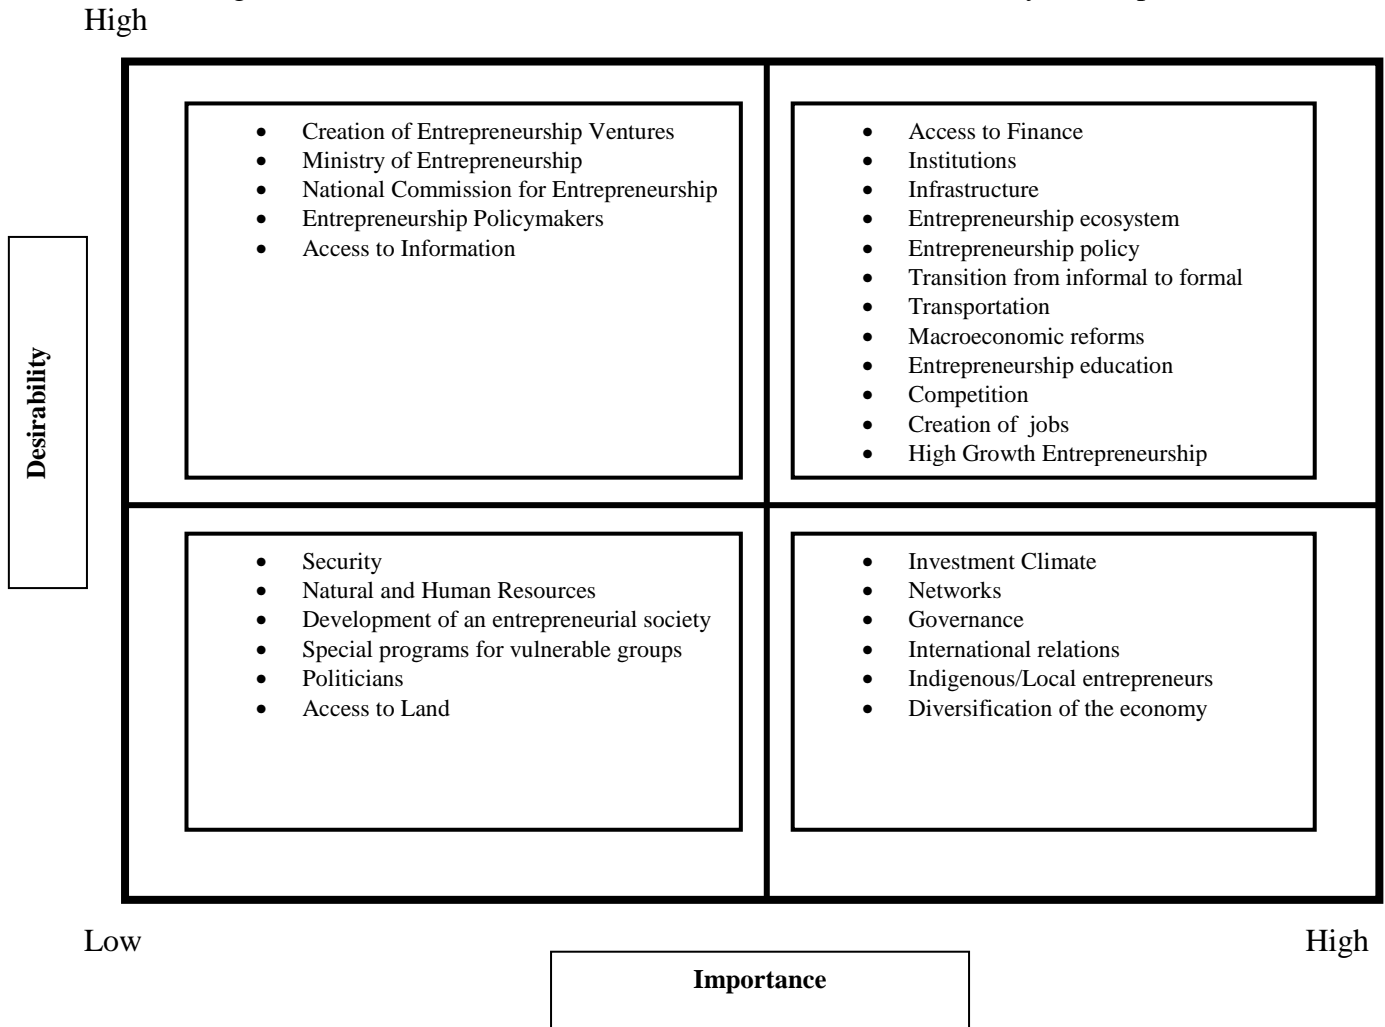 High
• Creation of Entrepreneurship Ventures
• Ministry of Entrepreneurship
• National Commission for Entrepreneurship
• Entrepreneurship Policymakers
• Access to Information
• Access to Finance
• Institutions
• Infrastructure
• Entrepreneurship ecosystem
• Entrepreneurship policy
• Transition from informal to formal
• Transportation
• Macroeconomic reforms
• Entrepreneurship education
• Competition
• Creation of jobs
• High Growth Entrepreneurship
Desirability
• Security
• Natural and Human Resources
• Development of an entrepreneurial society
• Special programs for vulnerable groups
• Politicians
• Access to Land
• Investment Climate
• Networks
• Governance
• International relations
• Indigenous/Local entrepreneurs
• Diversification of the economy
Low
High
Importance